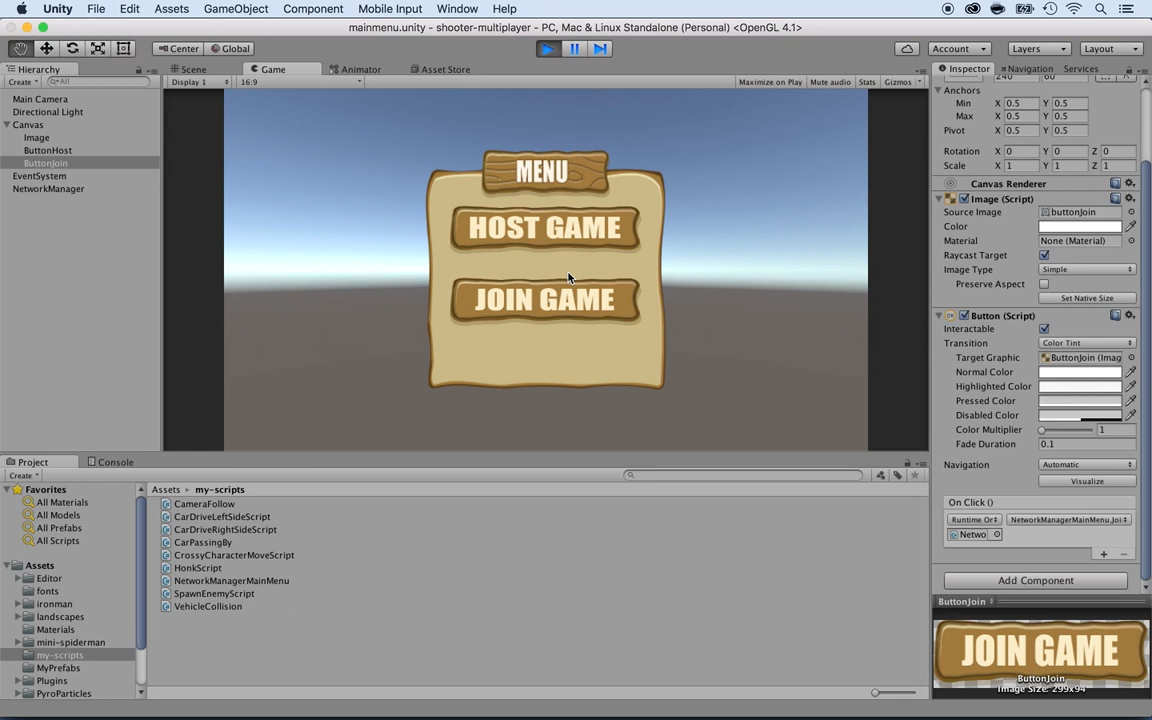 Unity File Edit Assets GameObject Component Mobile Input Window Help
mainmenu.unity - shooter-multiplayer - PC, Mac & Linux Standalone (Personal) <OpenGL 4.1>
Center Global Account Layers Layout
Hierarchy Scene Game Animator Asset Store Inspector Navigation Services
Create All Display 1 16:9 Maximize on Play Mute audio Stats Gizmos
Main Camera
Directional Light
Canvas
Image
ButtonHost
ButtonJoin
EventSystem
NetworkManager
MENU
HOST GAME
JOIN GAME
240 60
Anchors
Min X 0.5 Y 0.5
Max X 0.5 Y 0.5
Pivot X 0.5 Y 0.5
Rotation X 0 Y 0 Z 0
Scale X 1 Y 1 Z 1
Canvas Renderer
Image (Script)
Source Image buttonJoin
Color
Material None (Material)
Raycast Target
Image Type Simple
Preserve Aspect
Set Native Size
Button (Script)
Interactable
Transition Color Tint
Target Graphic ButtonJoin (Imag
Normal Color
Highlighted Color
Pressed Color
Disabled Color
Color Multiplier 1
Fade Duration 0.1
Navigation Automatic
Visualize
On Click ()
Runtime Or NetworkManagerMainMenu.Joi
Netwo
+ −
Add Component
ButtonJoin
JOIN GAME
ButtonJoin
Image Size: 299x94
Project Console
Create
Favorites
All Materials
All Models
All Prefabs
All Scripts
Assets
Editor
fonts
ironman
landscapes
Materials
mini-spiderman
my-scripts
MyPrefabs
Plugins
PyroParticles
Assets my-scripts
CameraFollow
CarDriveLeftSideScript
CarDriveRightSideScript
CarPassingBy
CrossyCharacterMoveScript
HonkScript
NetworkManagerMainMenu
SpawnEnemyScript
VehicleCollision